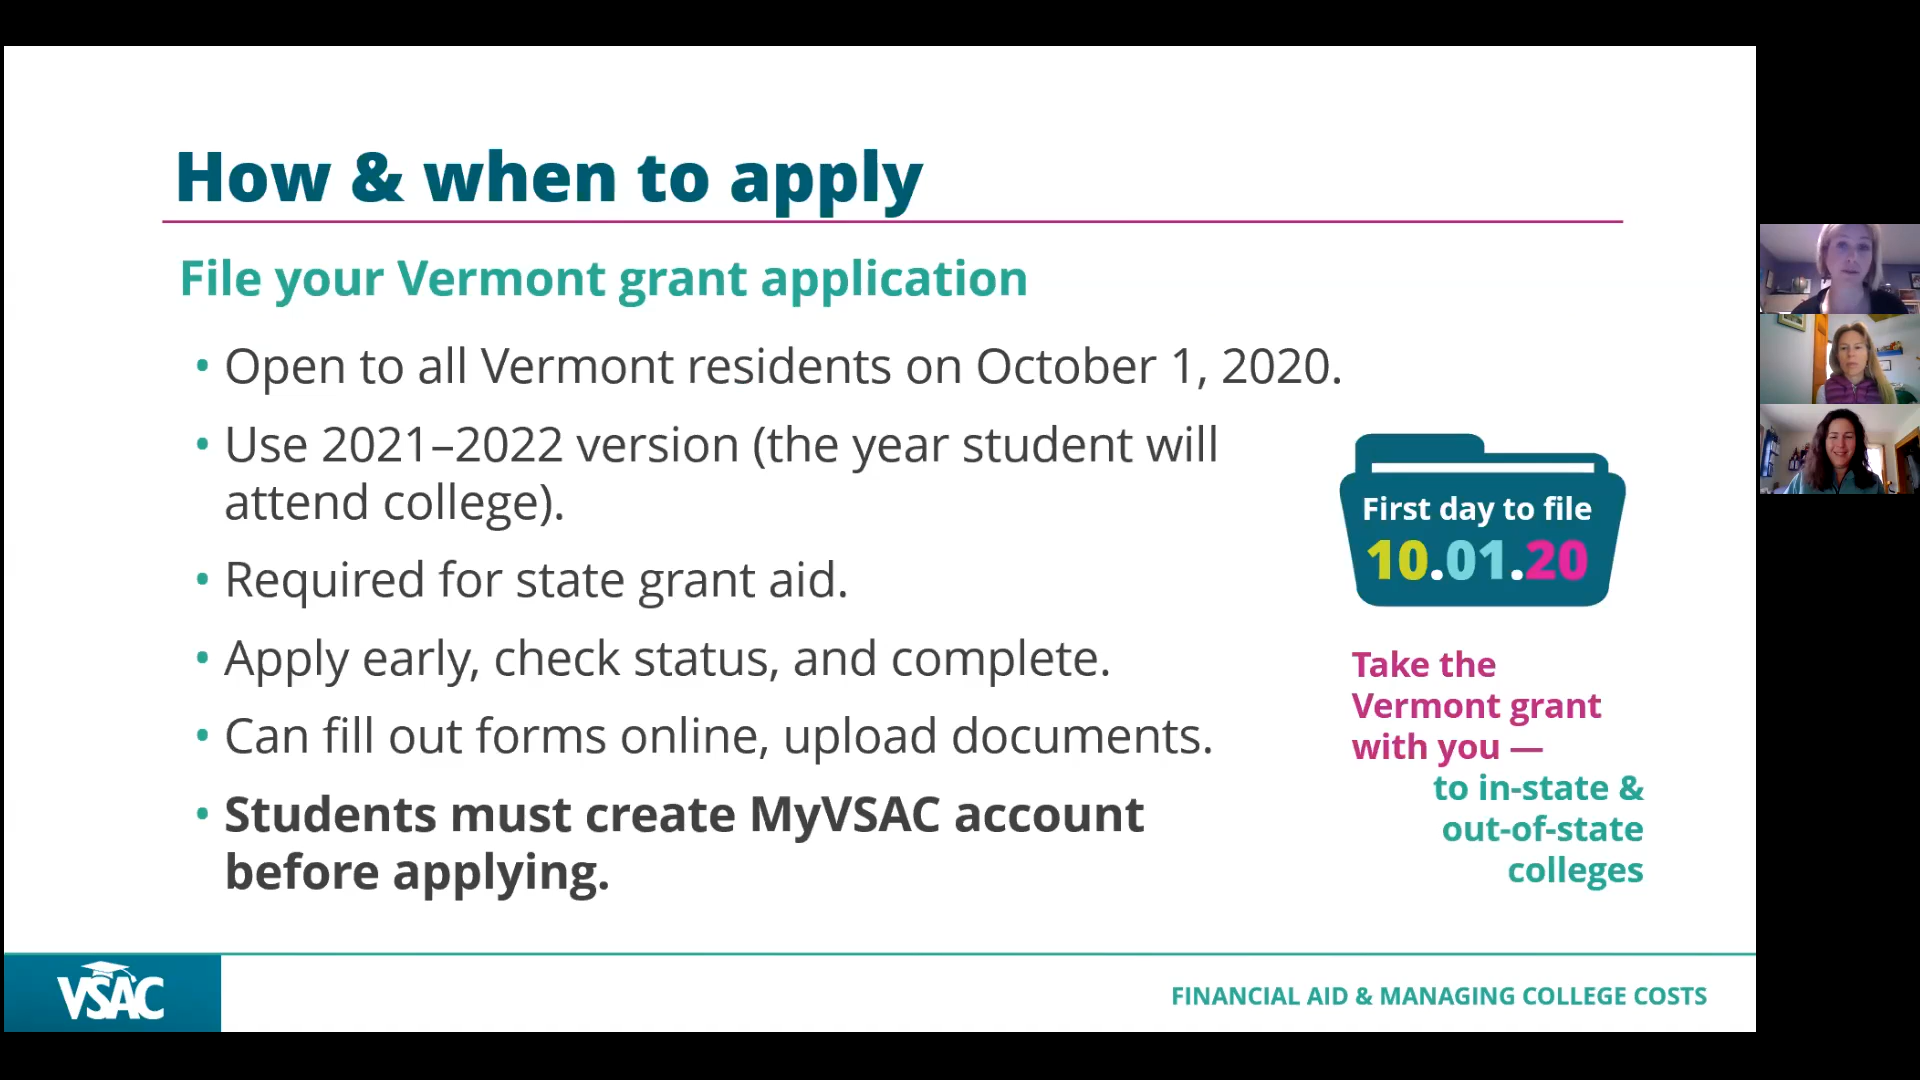 How & when to apply
File your Vermont grant application
• Open to all Vermont residents on October 1, 2020.
• Use 2021–2022 version (the year student will
attend college).
• Required for state grant aid.
• Apply early, check status, and complete.
• Can fill out forms online, upload documents.
• Students must create MyVSAC account
before applying.
First day to file
10.01.20
Take the
Vermont grant
with you —
to in-state &
out-of-state
colleges
VSAC
FINANCIAL AID & MANAGING COLLEGE COSTS